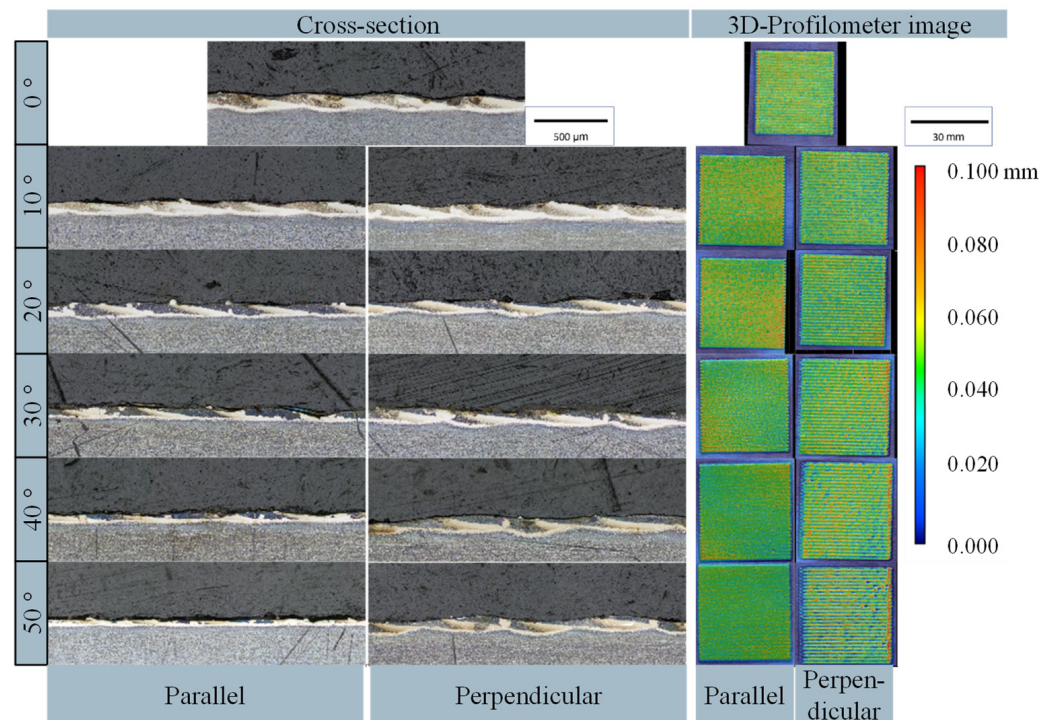 Cross-section
3D-Profilometer image
0°
500 µm
30 mm
10°
0.100 mm
0.080
20°
0.060
30°
0.040
0.020
40°
0.000
50°
Parallel
Perpendicular
Parallel
Perpen-
dicular